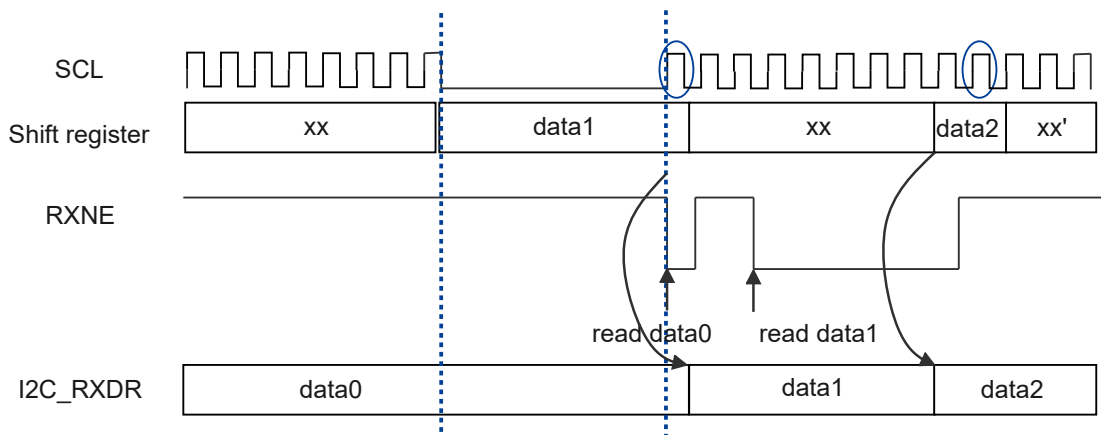 SCL
Shift register
xx
data1
xx
data2
xx'
RXNE
read data0
read data1
I2C_RXDR
data0
data1
data2